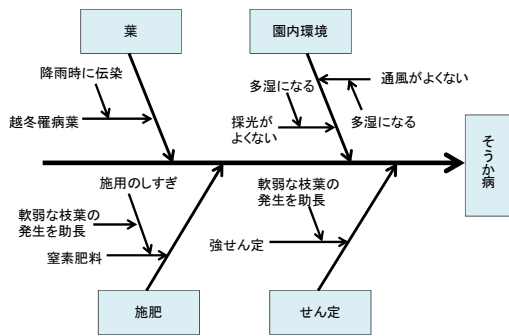 葉
園内環境
降雨時に伝染
越冬罹病葉
多湿になる
通風がよくない
採光が
よくない
多湿になる
そうか病
施用のしすぎ
軟弱な枝葉の
発生を助長
窒素肥料
軟弱な枝葉の
発生を助長
強せん定
施肥
せん定